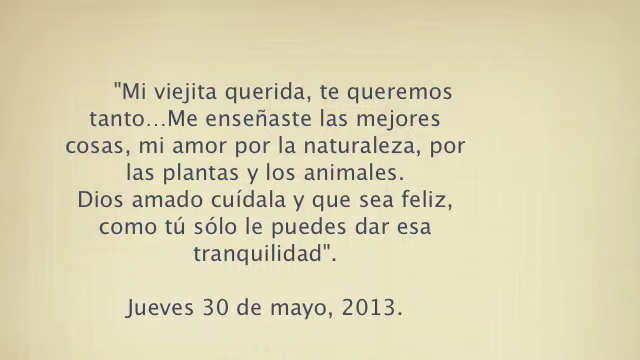 "Mi viejita querida, te queremos
tanto...Me enseñaste las mejores
cosas, mi amor por la naturaleza, por
las plantas y los animales.
Dios amado cuídala y que sea feliz,
como tú sólo le puedes dar esa
tranquilidad".
Jueves 30 de mayo, 2013.